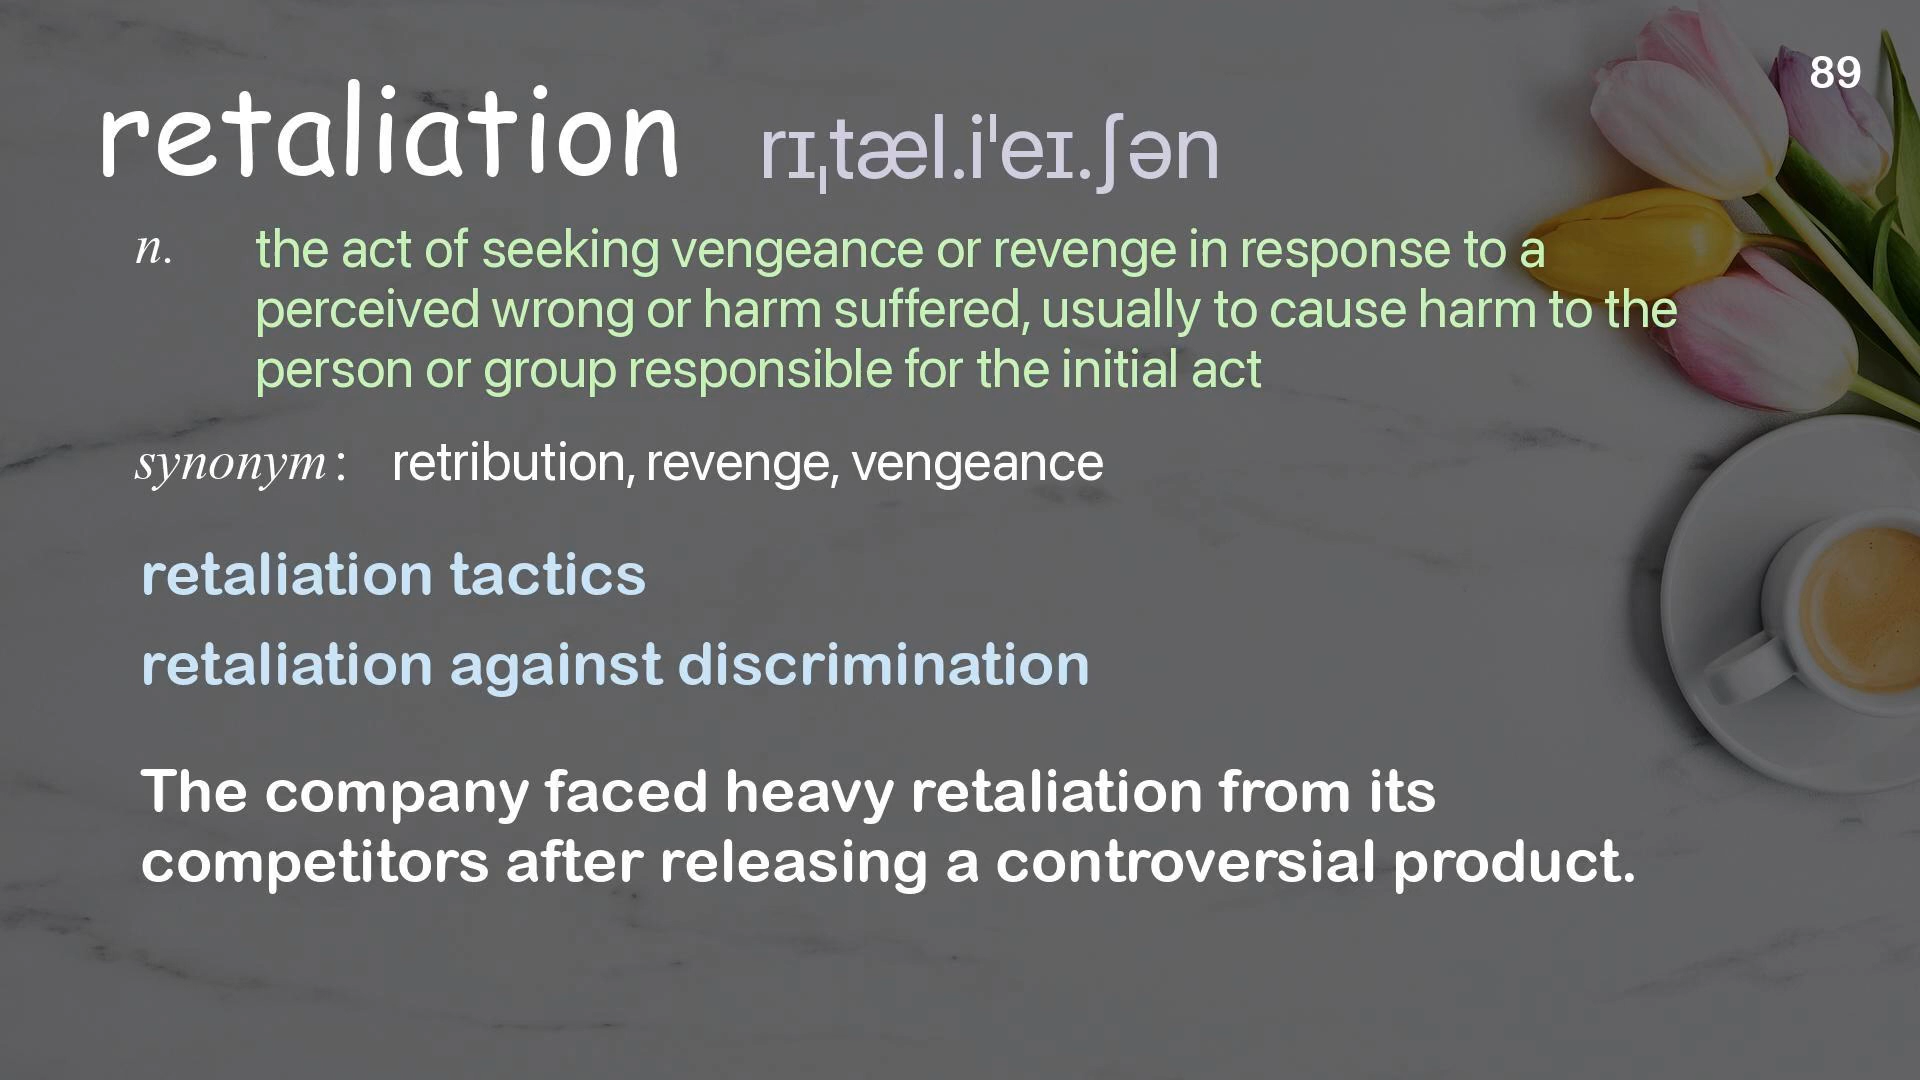 89
retaliation rɪˌtæl.iˈeɪ.ʃən
n. the act of seeking vengeance or revenge in response to a
perceived wrong or harm suffered, usually to cause harm to the
person or group responsible for the initial act
synonym: retribution, revenge, vengeance
retaliation tactics
retaliation against discrimination
The company faced heavy retaliation from its
competitors after releasing a controversial product.